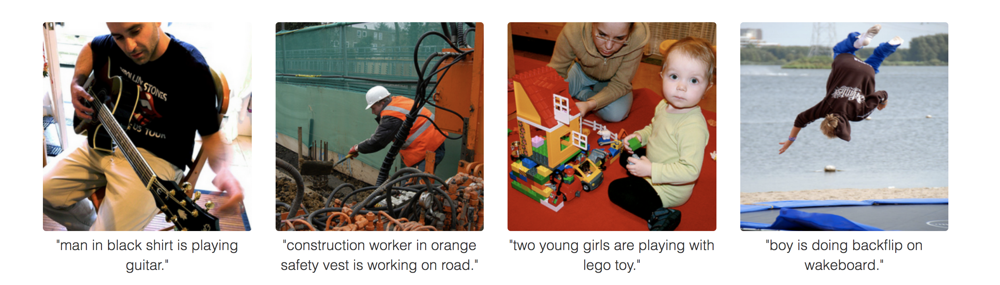 ROLLING
STONES
US TOUR
"man in black shirt is playing
guitar."
"construction worker in orange
safety vest is working on road."
"two young girls are playing with
lego toy."
"boy is doing backflip on
wakeboard."